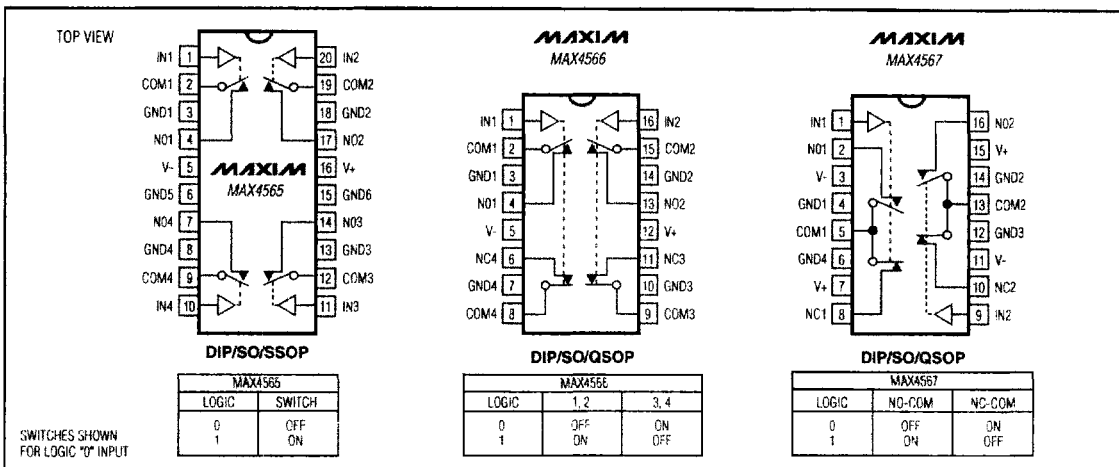 TOP VIEW
MAXIM
MAX4565
IN1 1 20 IN2
COM1 2 19 COM2
GND1 3 18 GND2
NO1 4 17 NO2
V- 5 16 V+
GND5 6 15 GND6
NO4 7 14 NO3
GND4 8 13 GND3
COM4 9 12 COM3
IN4 10 11 IN3
DIP/SO/SSOP
MAX4565
LOGIC SWITCH
0 OFF
1 ON
SWITCHES SHOWN
FOR LOGIC "0" INPUT
MAXIM
MAX4566
IN1 1 16 IN2
COM1 2 15 COM2
GND1 3 14 GND2
NO1 4 13 NO2
V- 5 12 V+
NC4 6 11 NC3
GND4 7 10 GND3
COM4 8 9 COM3
DIP/SO/QSOP
MAX4566
LOGIC 1, 2 3, 4
0 OFF ON
1 ON OFF
MAXIM
MAX4567
IN1 1 16 NO2
NO1 2 15 V+
V- 3 14 GND2
GND1 4 13 COM2
COM1 5 12 GND3
GND4 6 11 V-
V+ 7 10 NC2
NC1 8 9 IN2
DIP/SO/QSOP
MAX4567
LOGIC NO-COM NC-COM
0 OFF ON
1 ON OFF